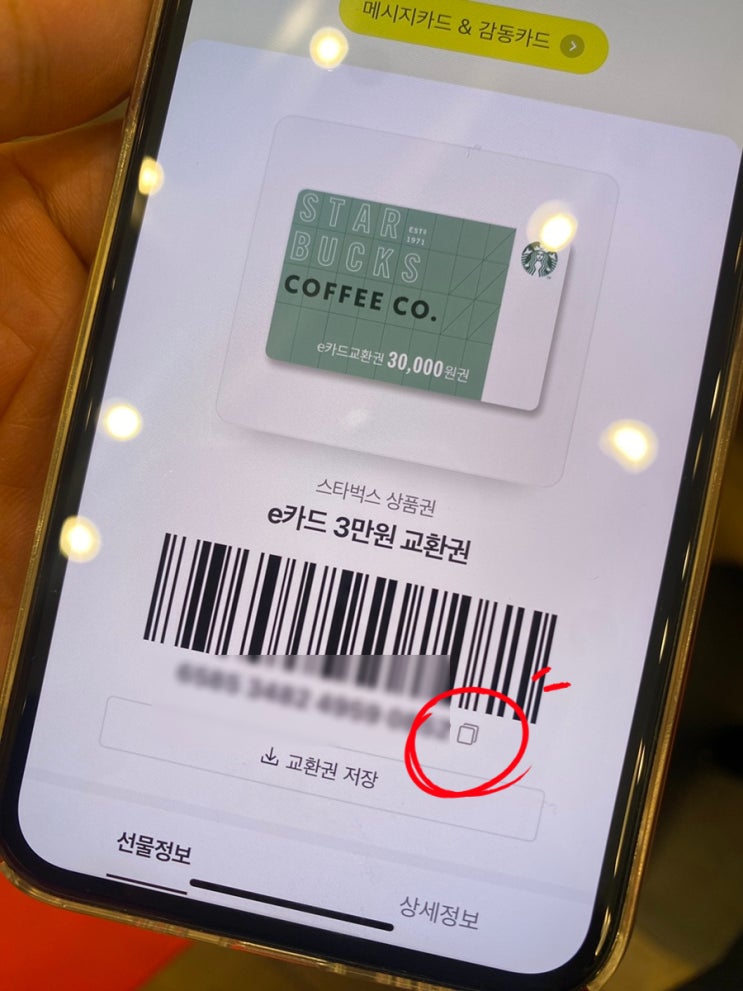 메시지카드 & 감동카드
STAR
ESTD
1971
BUCKS
COFFEE CO.
e카드교환권 30,000원권
스타벅스 상품권
e카드 3만원 교환권
교환권 저장
선물정보
상세정보